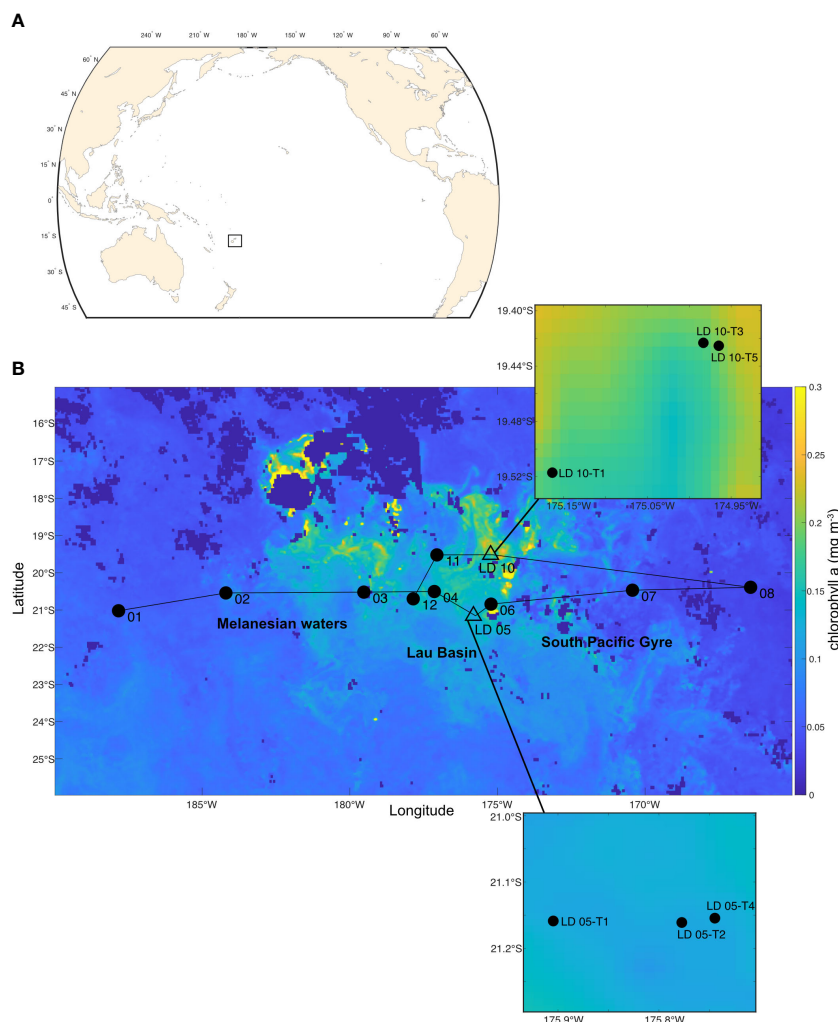 A
240° W 210° W 180° W 150° W 120° W 90° W 60° W
60° N
45° N
30° N
15° N
0°
15° S
30° S
45° S
19.40°S
19.44°S
19.48°S
19.52°S
LD 10-T3
LD 10-T5
LD 10-T1
175.15°W 175.05°W 174.95°W
B
16°S
17°S
18°S
19°S
20°S
21°S
22°S
23°S
24°S
25°S
Latitude
01
02
03
12
04
11
LD 10
LD 05
06
07
08
Melanesian waters
Lau Basin
South Pacific Gyre
185°W 180°W 175°W 170°W
Longitude
0.3
0.25
0.2
0.15
0.1
0.05
0
chlorophyll a (mg m⁻³)
21.0°S
21.1°S
21.2°S
LD 05-T1
LD 05-T2
LD 05-T4
175.9°W 175.8°W